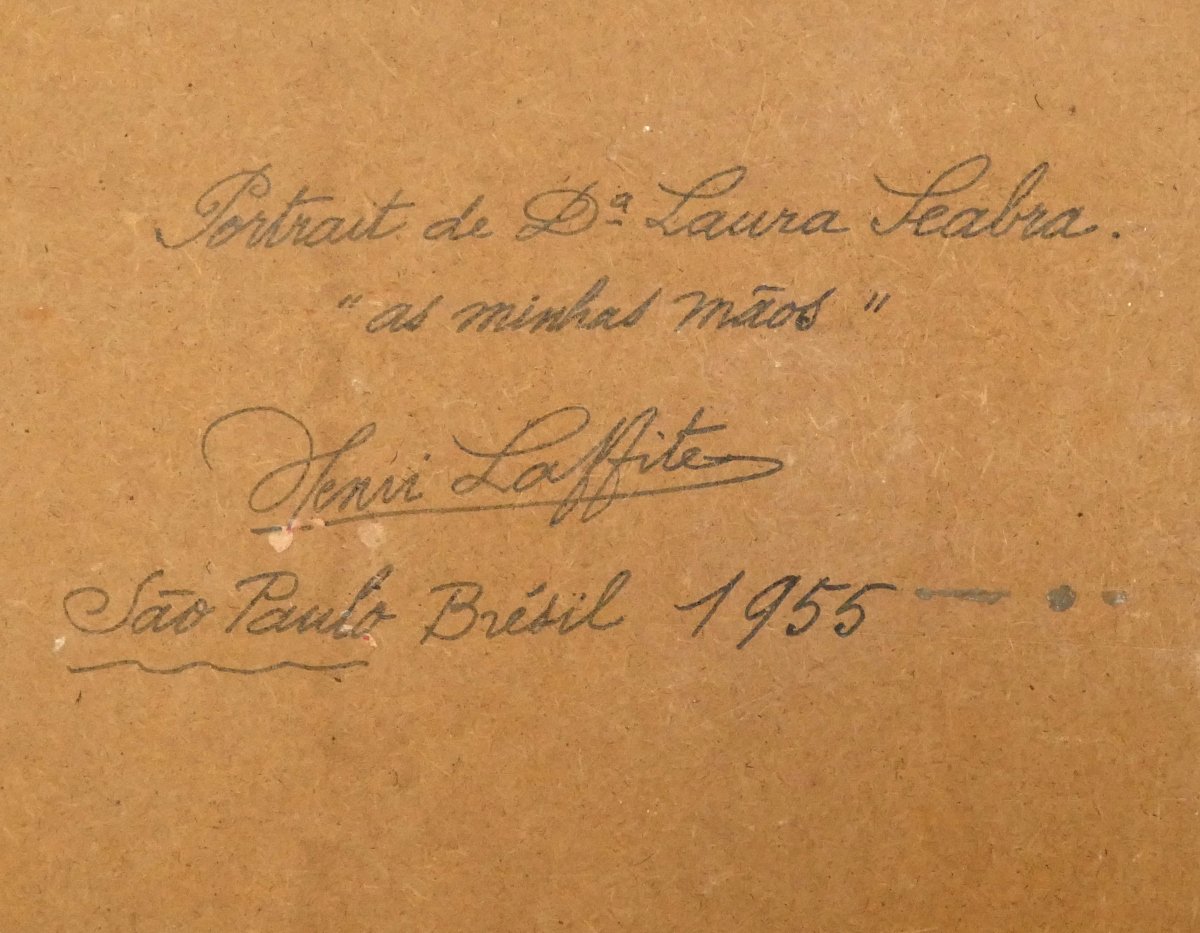 Portrait de Dª Laura Seabra.
"as minhas mãos"
Henri Laffite
São Paulo Brésil 1955